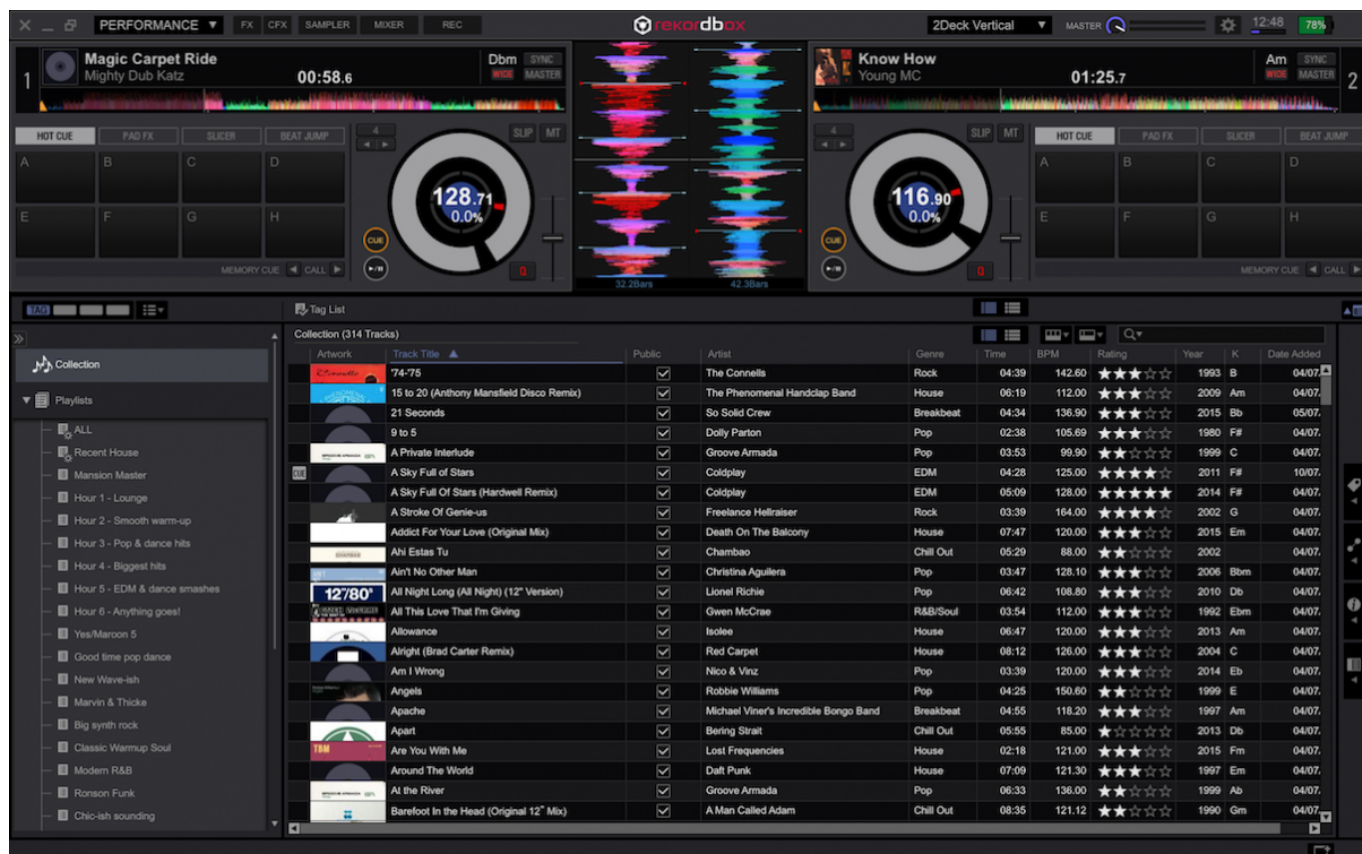 PERFORMANCE ▼ FX CFX SAMPLER MIXER REC rekordbox 2Deck Vertical ▼ MASTER 12:48 78%
1 Magic Carpet Ride Dbm SYNC
Mighty Dub Katz 00:58.6 WIDE MASTER
Know How Am SYNC
Young MC 01:25.7 WIDE MASTER 2
HOT CUE PAD FX SLICER BEAT JUMP 4 SLIP MT
A B C D
E F G H
128.71
0.0%
CUE
Q
MEMORY CUE CALL
32.2Bars 42.3Bars
4 SLIP MT HOT CUE PAD FX SLICER BEAT JUMP
116.90
0.0%
A B C D
E F G H
CUE
Q
MEMORY CUE CALL
TAG Tag List
Collection
Playlists
ALL
Recent House
Mansion Master
Hour 1 - Lounge
Hour 2 - Smooth warm-up
Hour 3 - Pop & dance hits
Hour 4 - Biggest hits
Hour 5 - EDM & dance smashes
Hour 6 - Anything goes!
Yes/Maroon 5
Good time pop dance
New Wave-ish
Marvin & Thicke
Big synth rock
Classic Warmup Soul
Modern R&B
Ronson Funk
Chic-ish sounding
Collection (314 Tracks)
Artwork Track Title ▲ Public Artist Genre Time BPM Rating Year K Date Added
'74-'75 The Connells Rock 04:39 142.60 ★★★☆☆ 1993 B 04/07.
15 to 20 (Anthony Mansfield Disco Remix) The Phenomenal Handclap Band House 06:19 112.00 ★★★☆☆ 2009 Am 04/07.
21 Seconds So Solid Crew Breakbeat 04:34 136.90 ★★★☆☆ 2015 Bb 05/07.
9 to 5 Dolly Parton Pop 02:38 105.69 ★★★☆☆ 1980 F# 04/07.
A Private Interlude Groove Armada Pop 03:53 99.90 ★★☆☆☆ 1999 C 04/07.
CUE A Sky Full of Stars Coldplay EDM 04:28 125.00 ★★★★☆ 2011 F# 10/07.
A Sky Full Of Stars (Hardwell Remix) Coldplay EDM 05:09 128.00 ★★★★★ 2014 F# 04/07.
A Stroke Of Genie-us Freelance Hellraiser Rock 03:39 164.00 ★★★★☆ 2002 G 04/07.
Addict For Your Love (Original Mix) Death On The Balcony House 07:47 120.00 ★★★☆☆ 2015 Em 04/07.
Ahi Estas Tu Chambao Chill Out 05:29 88.00 ★★☆☆☆ 2002 04/07.
Ain't No Other Man Christina Aguilera Pop 03:47 128.10 ★★★☆☆ 2006 Bbm 04/07.
12"/80s All Night Long (All Night) (12" Version) Lionel Richie Pop 06:42 108.80 ★★★☆☆ 2010 Db 04/07.
All This Love That I'm Giving Gwen McCrae R&B/Soul 03:54 112.00 ★★★☆☆ 1992 Ebm 04/07.
Allowance Isolee House 06:47 120.00 ★★★☆☆ 2013 Am 04/07.
Alright (Brad Carter Remix) Red Carpet House 08:12 126.00 ★★★☆☆ 2004 C 04/07.
Am I Wrong Nico & Vinz Pop 03:39 120.00 ★★★☆☆ 2014 Eb 04/07.
Angels Robbie Williams Pop 04:25 150.60 ★★☆☆☆ 1999 E 04/07.
Apache Michael Viner's Incredible Bongo Band Breakbeat 04:55 118.20 ★★★☆☆ 1997 Am 04/07.
Apart Bering Strait Chill Out 05:55 85.00 ★☆☆☆☆ 2013 Db 04/07.
TBM Are You With Me Lost Frequencies House 02:18 121.00 ★★★☆☆ 2015 Fm 04/07.
Around The World Daft Punk House 07:09 121.30 ★★★☆☆ 1997 Em 04/07.
At the River Groove Armada Pop 06:33 136.00 ★★★☆☆ 1999 Ab 04/07.
Barefoot In the Head (Original 12" Mix) A Man Called Adam Chill Out 08:35 121.12 ★★☆☆☆ 1990 Gm 04/07.